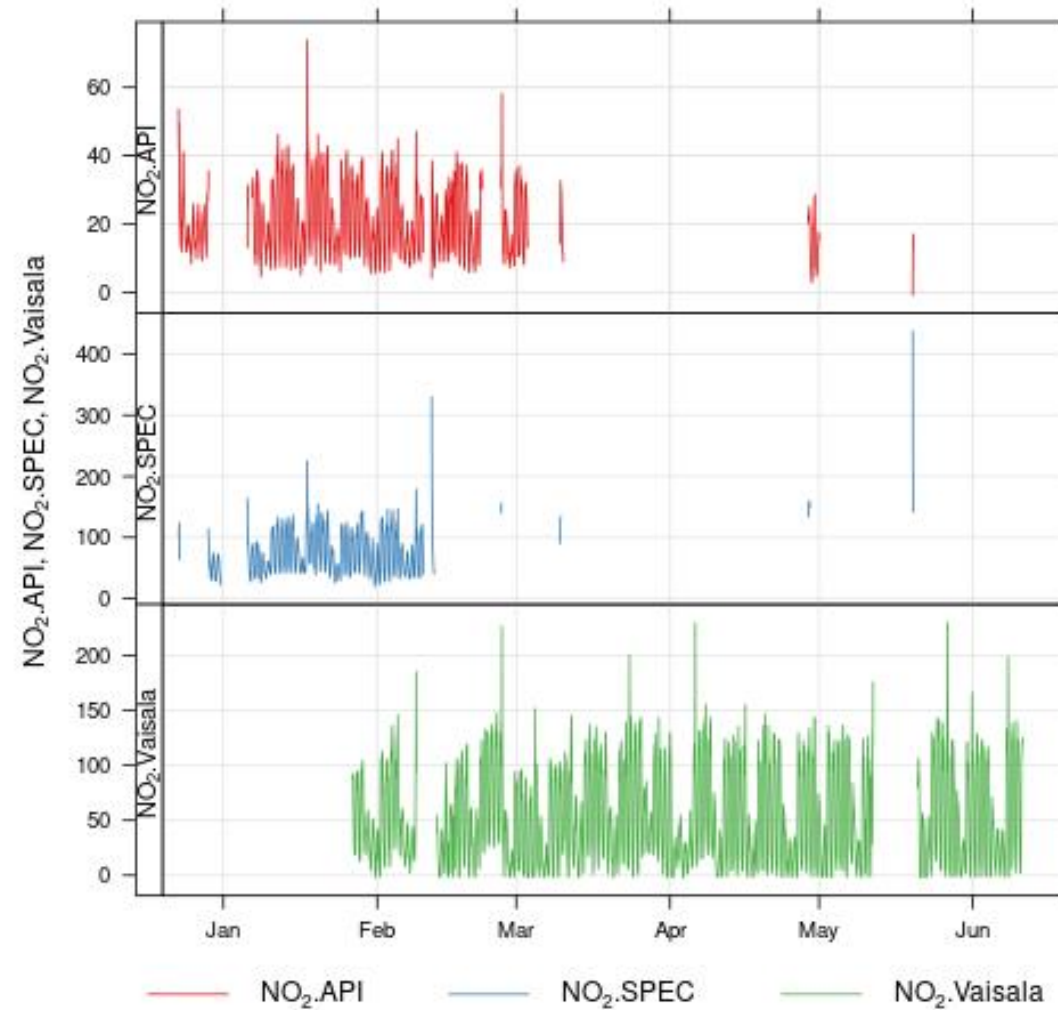 NO₂.API, NO₂.SPEC, NO₂.Vaisala
NO₂.API
60
40
20
0
NO₂.SPEC
400
300
200
100
0
NO₂.Vaisala
200
150
100
50
0
Jan Feb Mar Apr May Jun
NO₂.API NO₂.SPEC NO₂.Vaisala